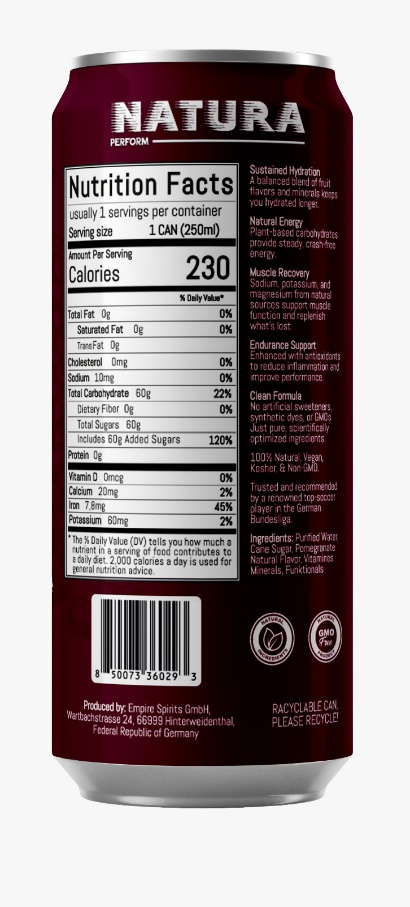 NATURA
PERFORM
Nutrition Facts
usually 1 servings per container
Serving size 1 CAN (250ml)
Amount Per Serving
Calories 230
% Daily Value*
Total Fat 0g 0%
Saturated Fat 0g 0%
Trans Fat 0g
Cholesterol 0mg 0%
Sodium 10mg 0%
Total Carbohydrate 60g 22%
Dietary Fiber 0g 0%
Total Sugars 60g
Includes 60g Added Sugars 120%
Protein 0g
Vitamin D 0mcg 0%
Calcium 20mg 2%
Iron 7,8mg 45%
Potassium 60mg 2%
*The % Daily Value (DV) tells you how much a
nutrient in a serving of food contributes to
a daily diet. 2,000 calories a day is used for
general nutrition advice.
Sustained Hydration
A balanced blend of fruit
flavors and minerals keeps
you hydrated longer.
Natural Energy
Plant-based carbohydrates
provide steady, crash-free
energy.
Muscle Recovery
Sodium, potassium, and
magnesium from natural
sources support muscle
function and replenish
what's lost
Endurance Support
Enhanced with antioxidants
to reduce inflammation and
improve performance.
Clean Formula
No artificial sweeteners,
synthetic dyes, or GMOs
Just pure, scientifically
optimized ingredients.
100% Natural, Vegan,
Kosher, & Non-GMO.
Trusted and recommended
by a renowned top-soccer
player in the German
Bundesliga.
Ingredients: Purified Water,
Cane Sugar, Pomegranate
Natural Flavor, Vitamines
Minerals, Funktionals
NATURAL
INGREDIENTS
GMO
Free
8 50073 36029 3
Produced by: Empire Spirits GmbH,
Wartbachstrasse 24, 66999 Hinterweidenthal,
Federal Republic of Germany
RACYCLABLE CAN,
PLEASE RECYCLE!